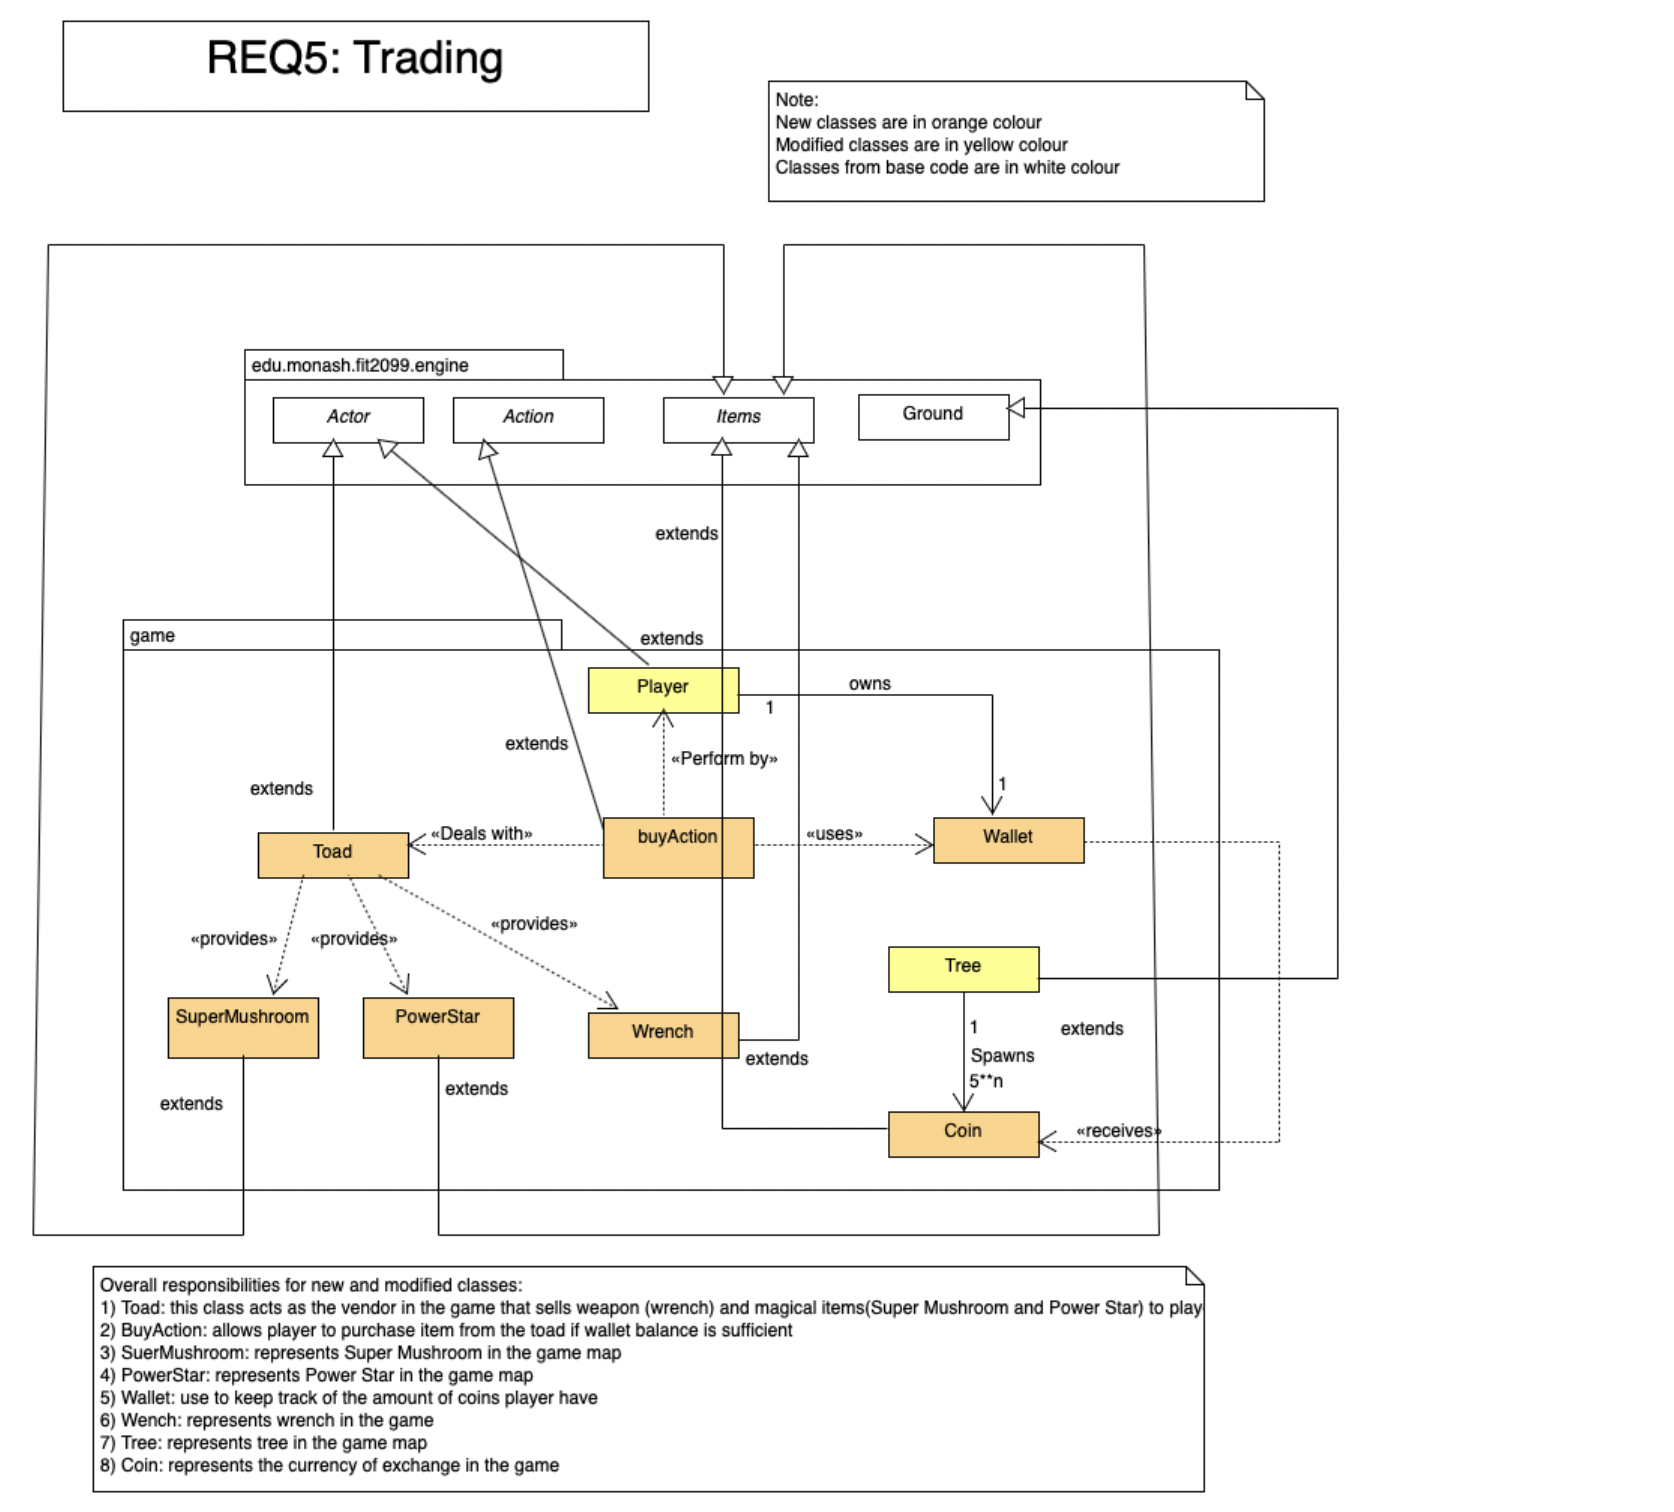 REQ5: Trading
Note:
New classes are in orange colour
Modified classes are in yellow colour
Classes from base code are in white colour
edu.monash.fit2099.engine
Actor
Action
Items
Ground
extends
game
extends
Player
owns
1
extends
«Perform by»
extends
1
«Deals with»
buyAction
«uses»
Wallet
Toad
«provides»
«provides»
«provides»
Tree
SuperMushroom
PowerStar
Wrench
1
extends
Spawns
extends
5**n
extends
extends
Coin
«receives»
Overall responsibilities for new and modified classes:
1) Toad: this class acts as the vendor in the game that sells weapon (wrench) and magical items(Super Mushroom and Power Star) to play
2) BuyAction: allows player to purchase item from the toad if wallet balance is sufficient
3) SuerMushroom: represents Super Mushroom in the game map
4) PowerStar: represents Power Star in the game map
5) Wallet: use to keep track of the amount of coins player have
6) Wench: represents wrench in the game
7) Tree: represents tree in the game map
8) Coin: represents the currency of exchange in the game